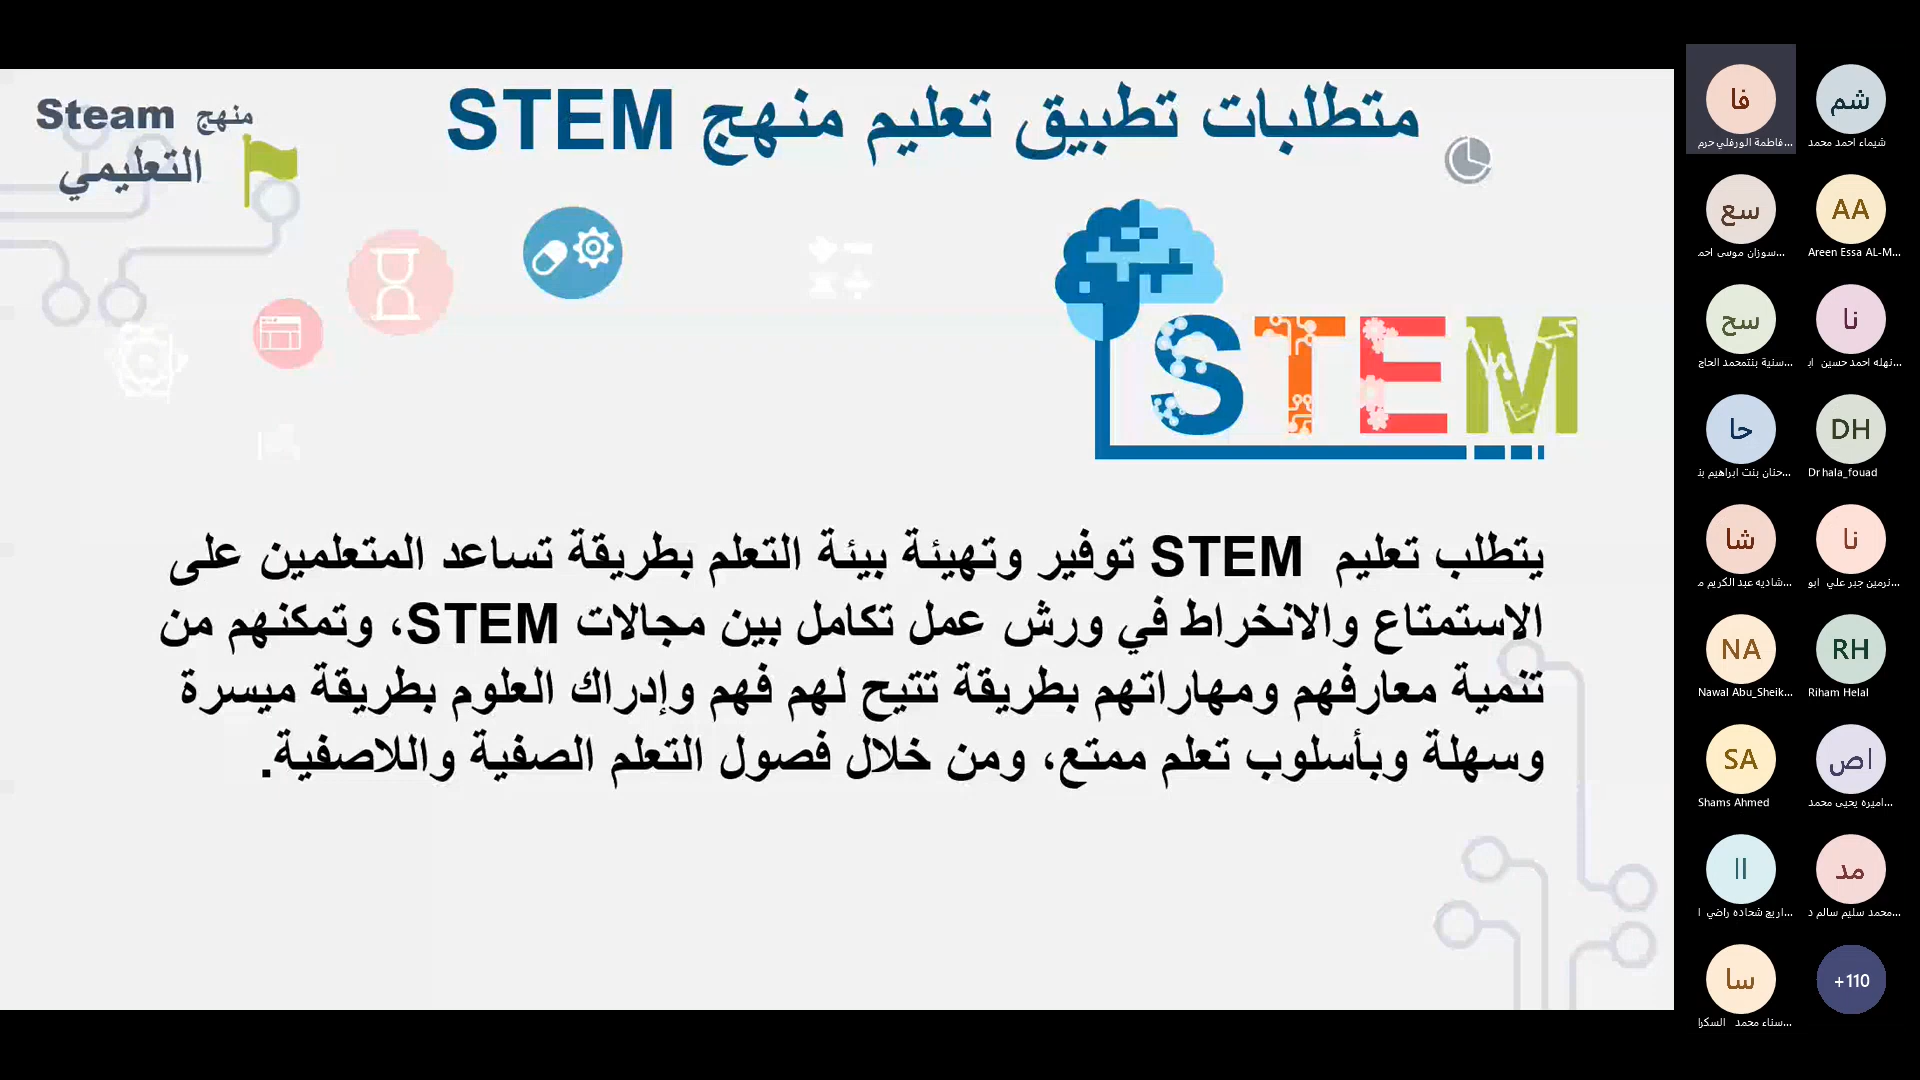 منهج Steam
التعليمي
متطلبات تطبيق تعليم منهج STEM
STEM
يتطلب تعليم STEM توفير وتهيئة بيئة التعلم بطريقة تساعد المتعلمين على
الاستمتاع والانخراط في ورش عمل تكامل بين مجالات STEM، وتمكنهم من
تنمية معارفهم ومهاراتهم بطريقة تتيح لهم فهم وإدراك العلوم بطريقة ميسرة
وسهلة وبأسلوب تعلم ممتع، ومن خلال فصول التعلم الصفية واللاصفية.
فا
فاطمة الورفلي حرم...
شم
شيماء احمد محمد
سع
سوزان موسى احمد...
AA
Areen Essa AL-M...
سح
سنية بنتمحمد الحاج...
نا
نهله احمد حسين اب...
حا
حنان بنت ابراهيم بن...
DH
Dr hala_fouad
شا
شاديه عبد الكريم م...
نا
نرمين جبر علي ابو...
NA
Nawal Abu_Sheik...
RH
Riham Helal
SA
Shams Ahmed
اص
اميره يحيى محمد...
اا
اريج شحاده راضي ا...
مد
محمد سليم سالم د...
سا
سناء محمد السكرا...
+110